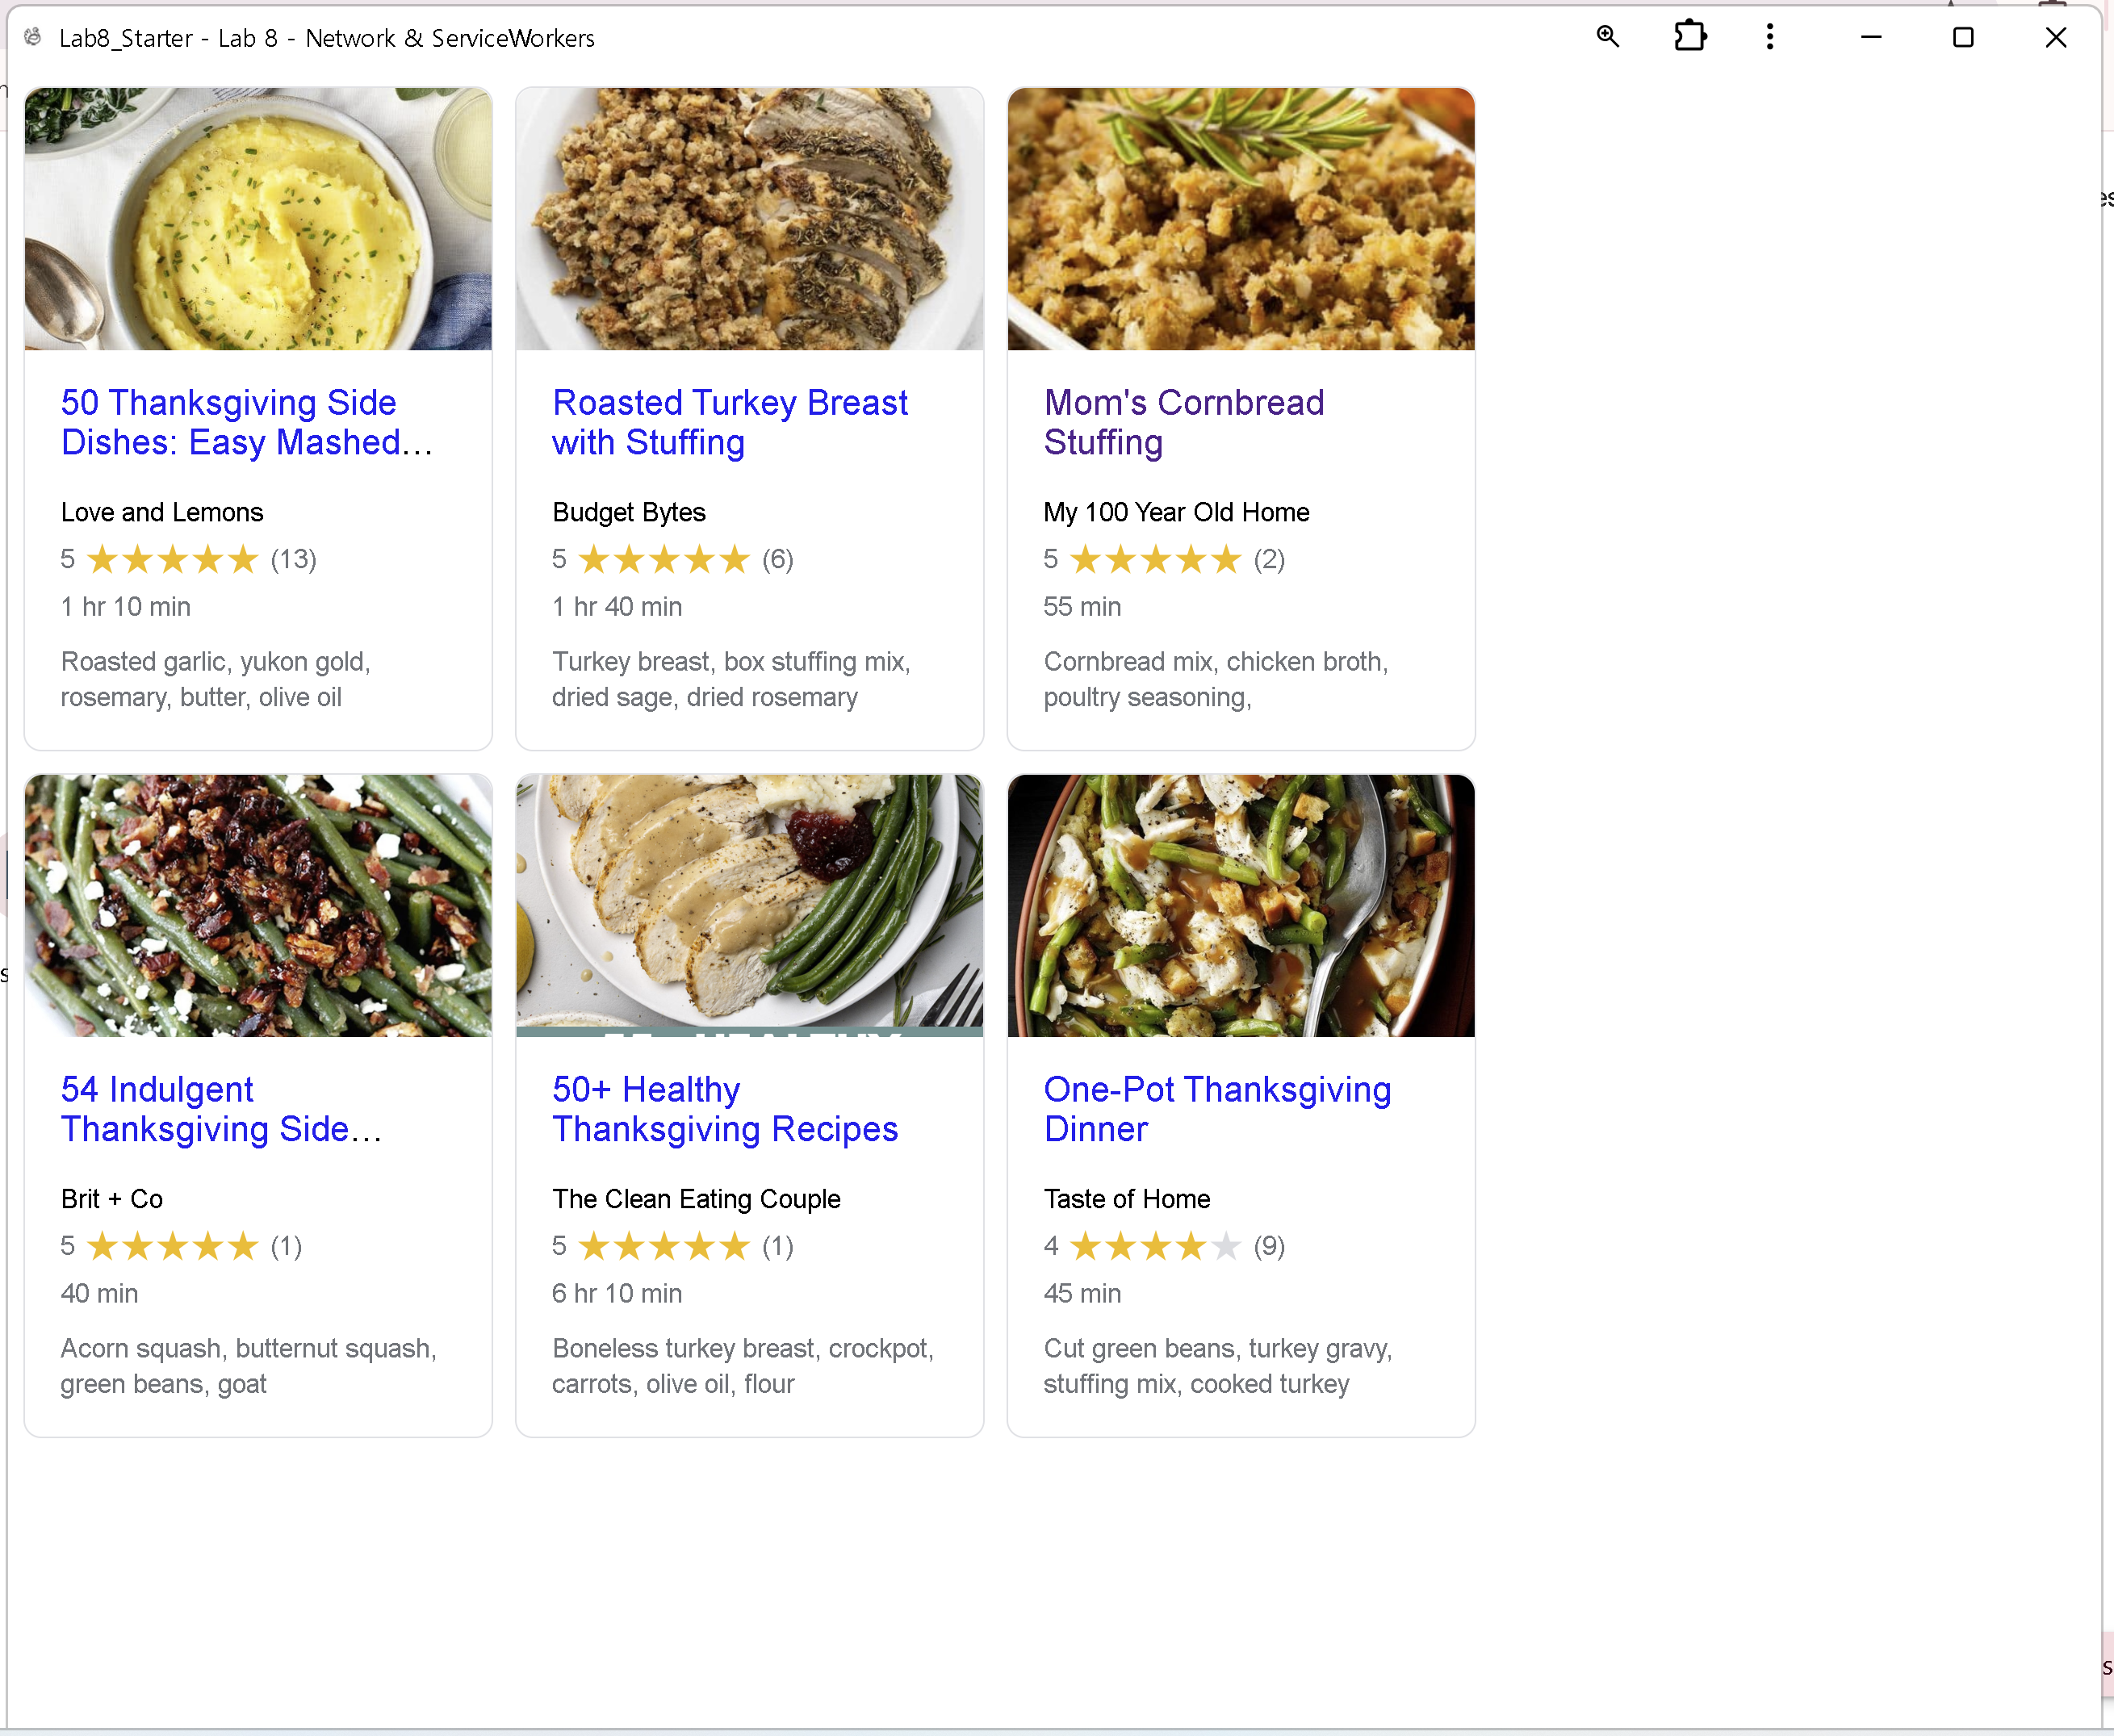 Lab8_Starter - Lab 8 - Network & ServiceWorkers
50 Thanksgiving Side
Dishes: Easy Mashed...
Love and Lemons
5 ★★★★★ (13)
1 hr 10 min
Roasted garlic, yukon gold,
rosemary, butter, olive oil
Roasted Turkey Breast
with Stuffing
Budget Bytes
5 ★★★★★ (6)
1 hr 40 min
Turkey breast, box stuffing mix,
dried sage, dried rosemary
Mom's Cornbread
Stuffing
My 100 Year Old Home
5 ★★★★★ (2)
55 min
Cornbread mix, chicken broth,
poultry seasoning,
54 Indulgent
Thanksgiving Side...
Brit + Co
5 ★★★★★ (1)
40 min
Acorn squash, butternut squash,
green beans, goat
50+ Healthy
Thanksgiving Recipes
The Clean Eating Couple
5 ★★★★★ (1)
6 hr 10 min
Boneless turkey breast, crockpot,
carrots, olive oil, flour
One-Pot Thanksgiving
Dinner
Taste of Home
4 ★★★★☆ (9)
45 min
Cut green beans, turkey gravy,
stuffing mix, cooked turkey